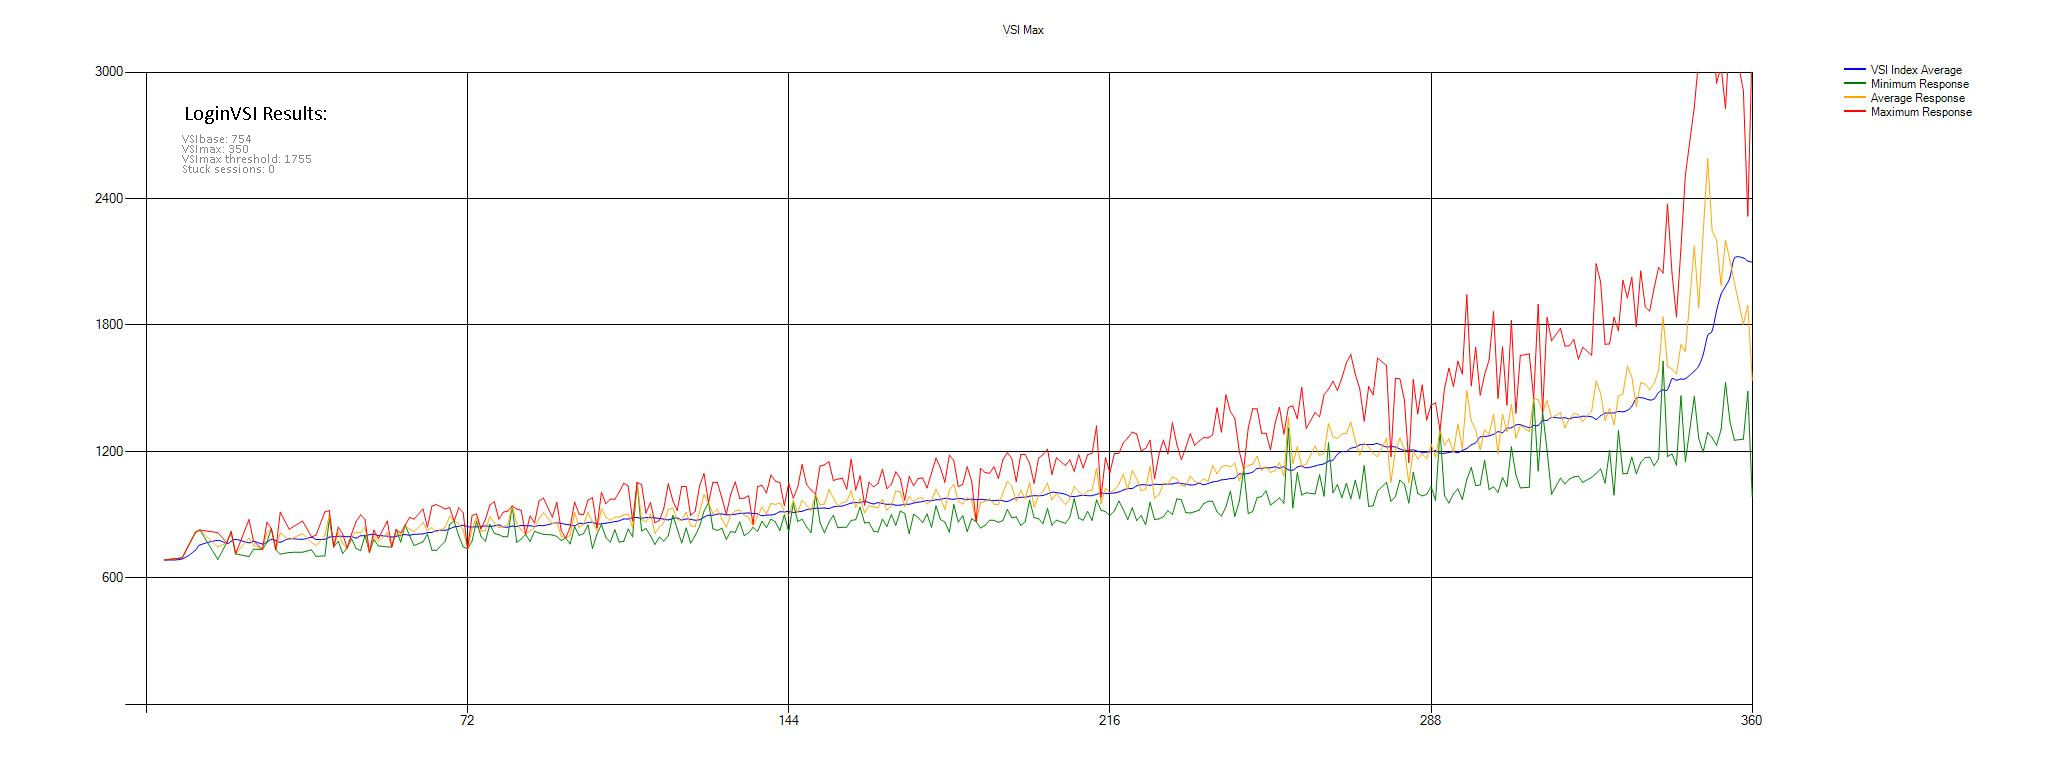 VSI Max
3000
2400
1800
1200
600
72
144
216
288
360
LoginVSI Results:
VSIbase: 754
VSImax: 350
VSImax threshold: 1755
Stuck sessions: 0
VSI Index Average
Minimum Response
Average Response
Maximum Response